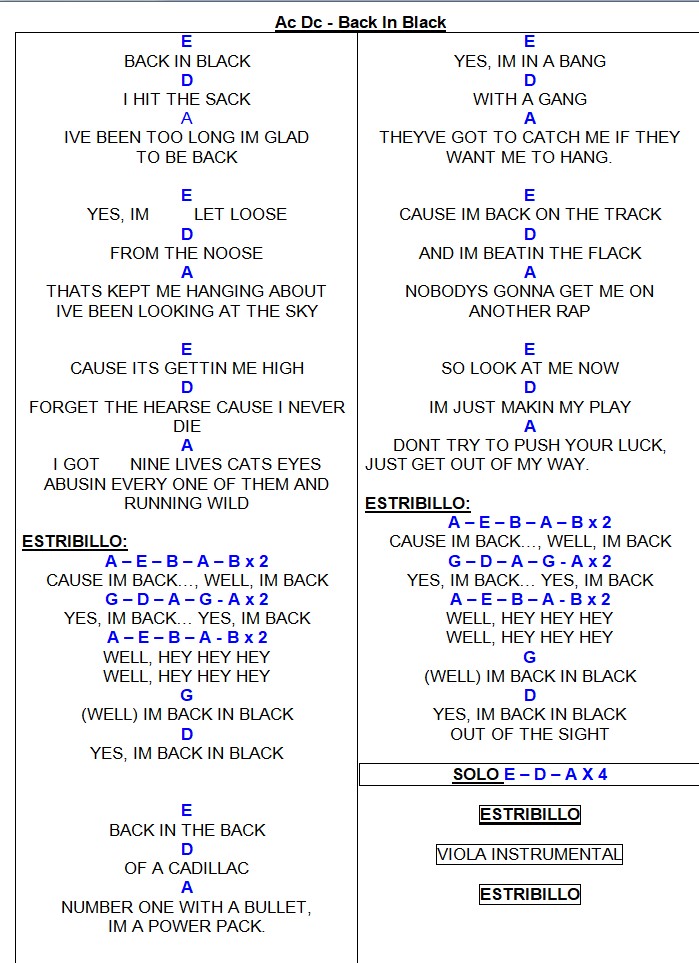 Ac Dc - Back In Black
E
BACK IN BLACK
D
I HIT THE SACK
A
IVE BEEN TOO LONG IM GLAD
TO BE BACK
E
YES, IM LET LOOSE
D
FROM THE NOOSE
A
THATS KEPT ME HANGING ABOUT
IVE BEEN LOOKING AT THE SKY
E
CAUSE ITS GETTIN ME HIGH
D
FORGET THE HEARSE CAUSE I NEVER
DIE
A
I GOT NINE LIVES CATS EYES
ABUSIN EVERY ONE OF THEM AND
RUNNING WILD
ESTRIBILLO:
A – E – B – A – B x 2
CAUSE IM BACK..., WELL, IM BACK
G – D – A – G - A x 2
YES, IM BACK... YES, IM BACK
A – E – B – A - B x 2
WELL, HEY HEY HEY
WELL, HEY HEY HEY
G
(WELL) IM BACK IN BLACK
D
YES, IM BACK IN BLACK
E
BACK IN THE BACK
D
OF A CADILLAC
A
NUMBER ONE WITH A BULLET,
IM A POWER PACK.
E
YES, IM IN A BANG
D
WITH A GANG
A
THEYVE GOT TO CATCH ME IF THEY
WANT ME TO HANG.
E
CAUSE IM BACK ON THE TRACK
D
AND IM BEATIN THE FLACK
A
NOBODYS GONNA GET ME ON
ANOTHER RAP
E
SO LOOK AT ME NOW
D
IM JUST MAKIN MY PLAY
A
DONT TRY TO PUSH YOUR LUCK,
JUST GET OUT OF MY WAY.
ESTRIBILLO:
A – E – B – A – B x 2
CAUSE IM BACK..., WELL, IM BACK
G – D – A – G - A x 2
YES, IM BACK... YES, IM BACK
A – E – B – A - B x 2
WELL, HEY HEY HEY
WELL, HEY HEY HEY
G
(WELL) IM BACK IN BLACK
D
YES, IM BACK IN BLACK
OUT OF THE SIGHT
SOLO E – D – A X 4
ESTRIBILLO
VIOLA INSTRUMENTAL
ESTRIBILLO